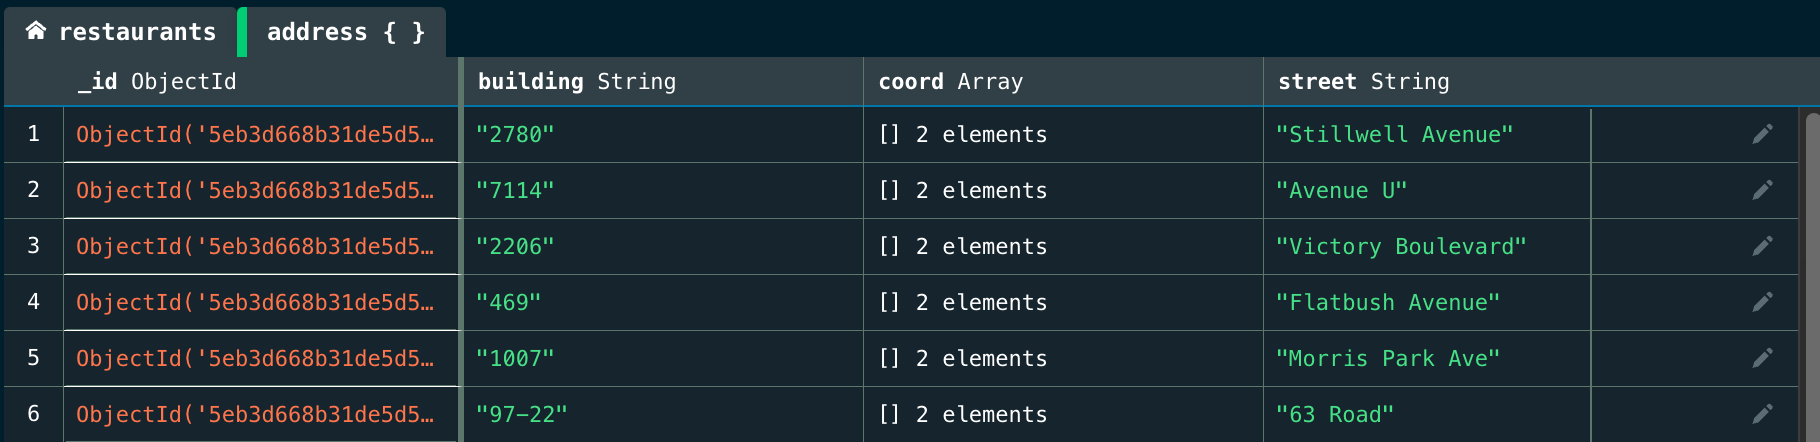 restaurants address { }
_id ObjectId building String coord Array street String
1 ObjectId('5eb3d668b31de5d5… "2780" [] 2 elements "Stillwell Avenue"
2 ObjectId('5eb3d668b31de5d5… "7114" [] 2 elements "Avenue U"
3 ObjectId('5eb3d668b31de5d5… "2206" [] 2 elements "Victory Boulevard"
4 ObjectId('5eb3d668b31de5d5… "469" [] 2 elements "Flatbush Avenue"
5 ObjectId('5eb3d668b31de5d5… "1007" [] 2 elements "Morris Park Ave"
6 ObjectId('5eb3d668b31de5d5… "97-22" [] 2 elements "63 Road"